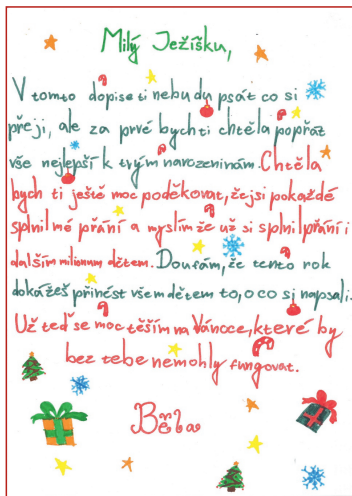 Milý Ježíšku,
V tomto dopise ti nebudu psát co si
přeji, ale za prvé bych ti chtěla popřát
vše nejlepší k tvým narozeninám. Chtěla
bych ti ještě moc poděkovat, že jsi pokaždé
splnil mé přání a myslím že už si splnil přání i
dalším milionum dětem. Doufám, že tento rok
dokážeš přinést všem dětem to, o co si napsali.
Už teď se moc těším na Vánoce, které by
bez tebe nemohly fungovat.
Běla